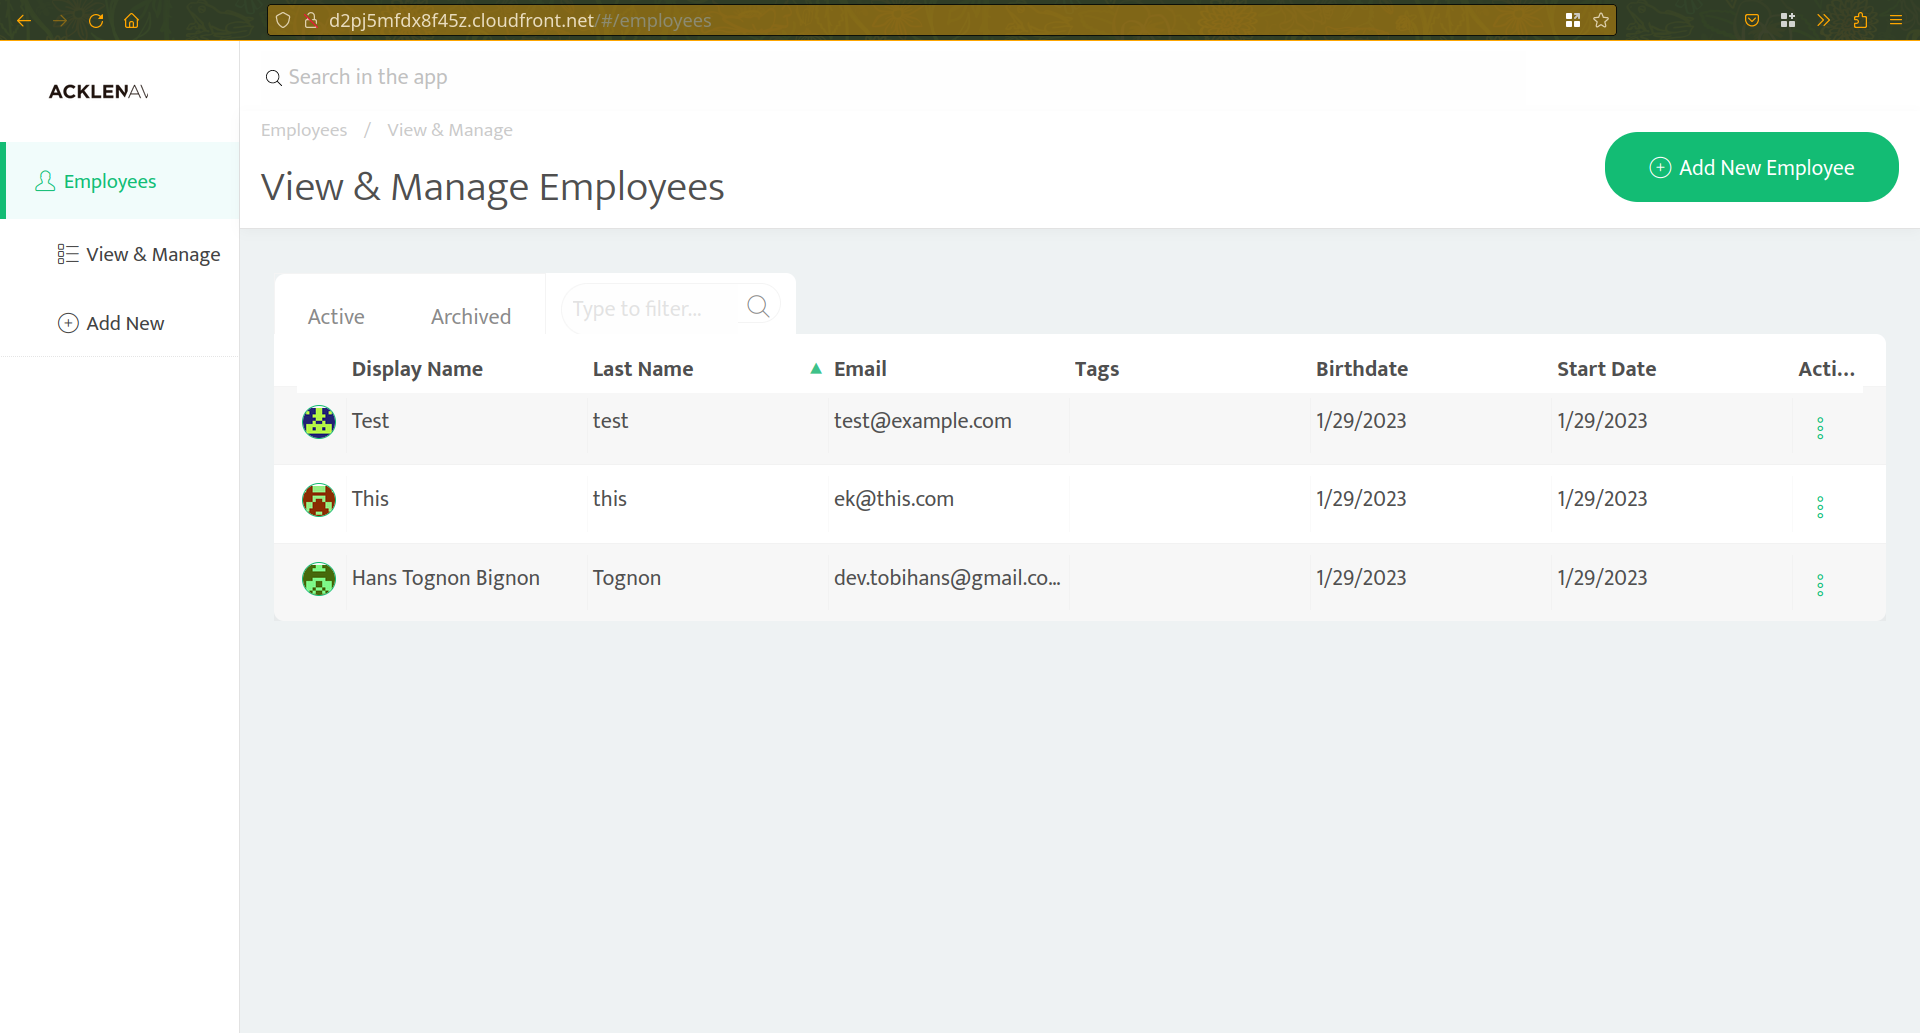 d2pj5mfdx8f45z.cloudfront.net/#/employees
ACKLENAV
Search in the app
Employees / View & Manage
View & Manage Employees
Add New Employee
Employees
View & Manage
Add New
Active Archived Type to filter...
Display Name Last Name Email Tags Birthdate Start Date Acti...
Test test test@example.com 1/29/2023 1/29/2023
This this ek@this.com 1/29/2023 1/29/2023
Hans Tognon Bignon Tognon dev.tobihans@gmail.co... 1/29/2023 1/29/2023